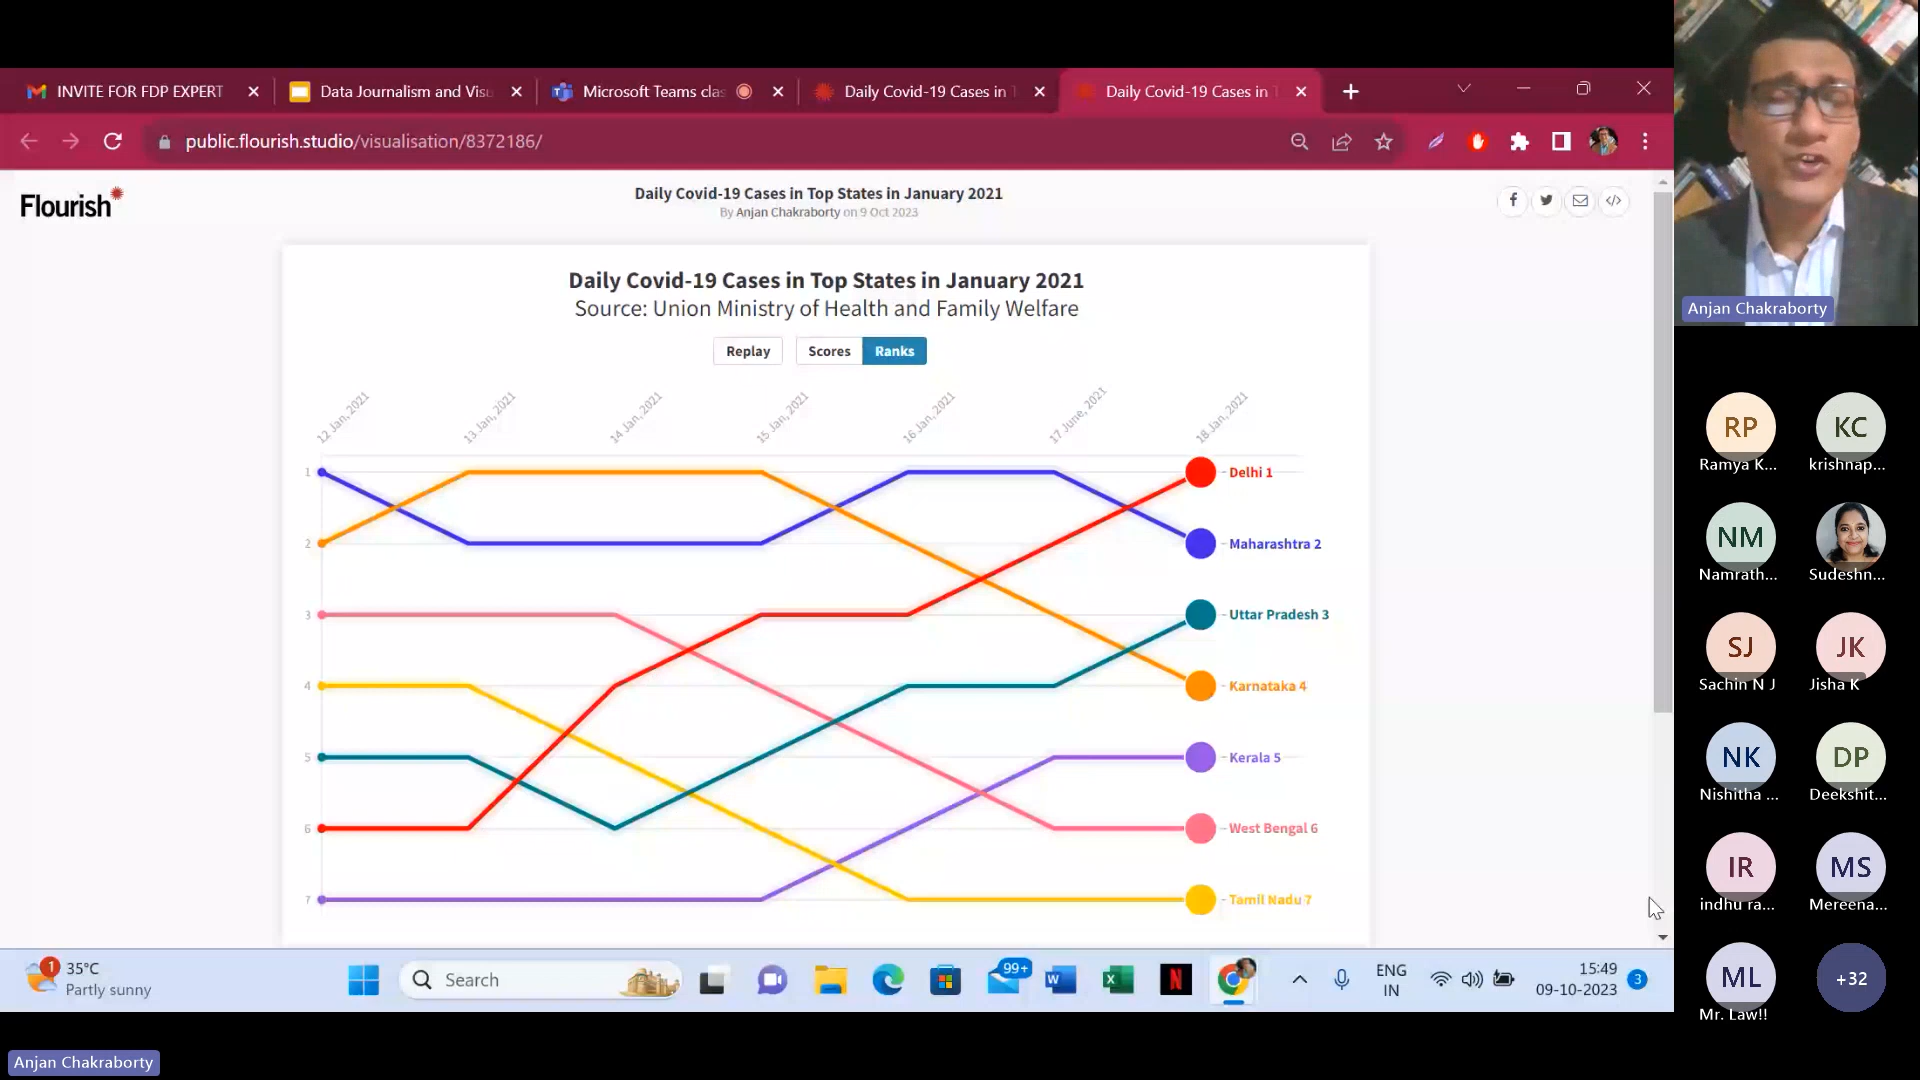 INVITE FOR FDP EXPERT
Data Journalism and Visu
Microsoft Teams clas
Daily Covid-19 Cases in T
Daily Covid-19 Cases in T
public.flourish.studio/visualisation/8372186/
Flourish
Daily Covid-19 Cases in Top States in January 2021
By Anjan Chakraborty on 9 Oct 2023
Daily Covid-19 Cases in Top States in January 2021
Source: Union Ministry of Health and Family Welfare
Replay Scores Ranks
12 Jan, 2021
13 Jan, 2021
14 Jan, 2021
15 Jan, 2021
16 Jan, 2021
17 June, 2021
18 Jan, 2021
1
2
3
4
5
6
7
Delhi 1
Maharashtra 2
Uttar Pradesh 3
Karnataka 4
Kerala 5
West Bengal 6
Tamil Nadu 7
1
35°C
Partly sunny
Search
99+
ENG
IN
15:49
09-10-2023
3
Anjan Chakraborty
RP
Ramya K...
KC
krishnap...
NM
Namrath...
Sudeshn...
SJ
Sachin N J
JK
Jisha K
NK
Nishitha ...
DP
Deekshit...
IR
indhu ra...
MS
Mereena...
ML
Mr. Law!!
+32
Anjan Chakraborty